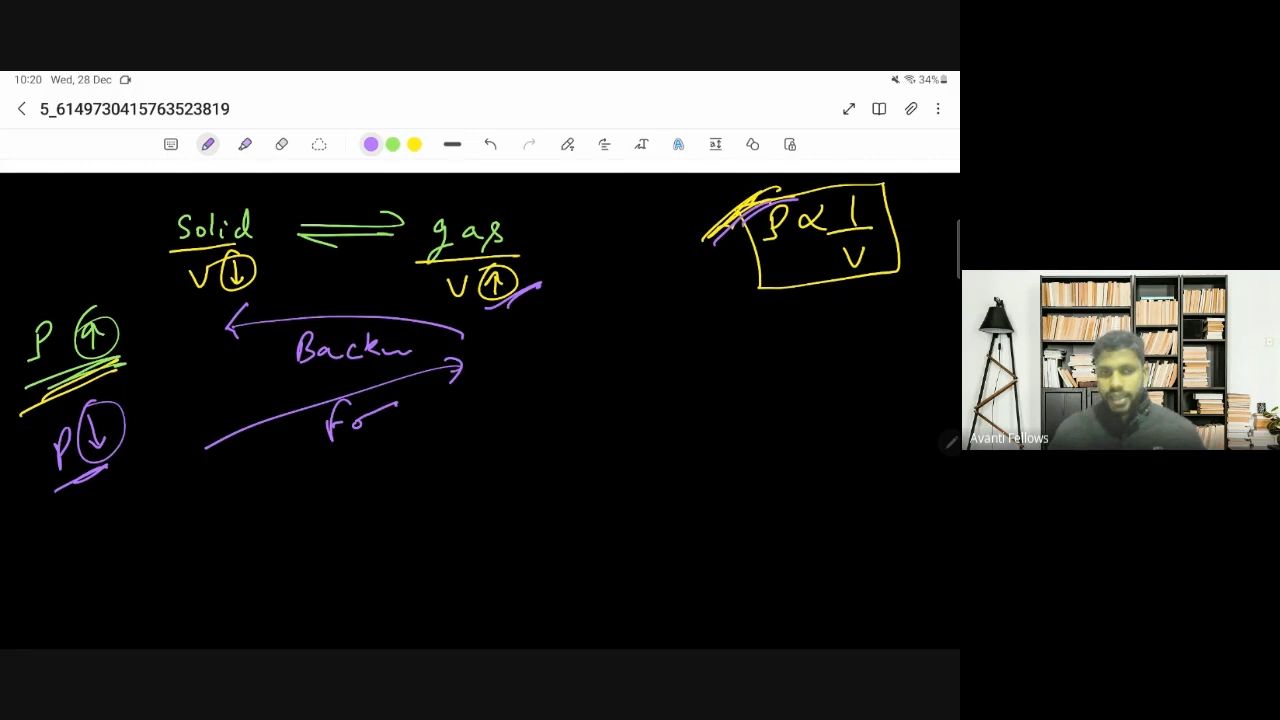 10:20 Wed, 28 Dec 34%
5_6149730415763523819
Solid ⇌ gas
V ↓ V ↑
P ∝ 1/V
P ↑
Backw
P ↓
Fo
Avanti Fellows